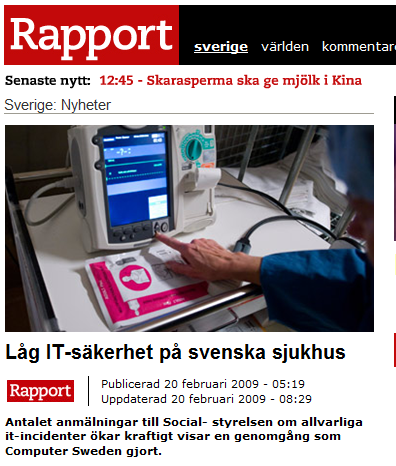 Rapport
sverige världen kommentare
Senaste nytt: 12:45 - Skarasperma ska ge mjölk i Kina
Sverige: Nyheter
Låg IT-säkerhet på svenska sjukhus
Rapport
Publicerad 20 februari 2009 - 05:19
Uppdaterad 20 februari 2009 - 08:29
Antalet anmälningar till Social- styrelsen om allvarliga
it-incidenter ökar kraftigt visar en genomgång som
Computer Sweden gjort.